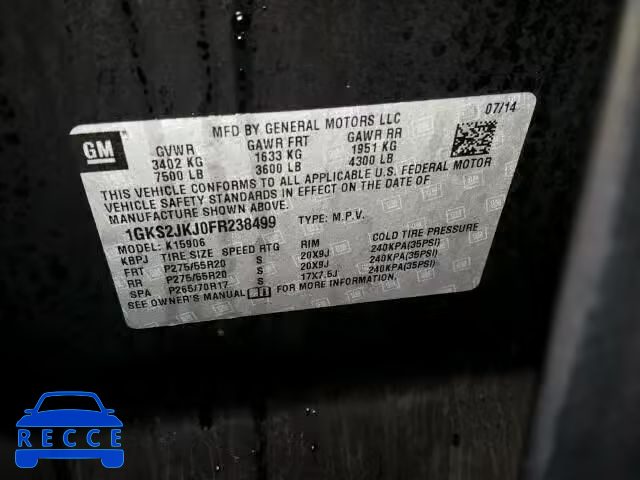 MFD BY GENERAL MOTORS LLC
07/14
GM
GVWR GAWR FRT GAWR RR
3402 KG 1633 KG 1951 KG
7500 LB 3600 LB 4300 LB
THIS VEHICLE CONFORMS TO ALL APPLICABLE U.S. FEDERAL MOTOR
VEHICLE SAFETY STANDARDS IN EFFECT ON THE DATE OF
MANUFACTURE SHOWN ABOVE.
1GKS2JKJ0FR238499 TYPE: M.P.V.
MODEL: K15906
KBPJ TIRE SIZE SPEED RTG RIM COLD TIRE PRESSURE
FRT P275/55R20 S 20X9J 240KPA(35PSI)
RR P275/55R20 S 20X9J 240KPA(35PSI)
SPA P265/70R17 S 17X7.5J 240KPA(35PSI)
SEE OWNER'S MANUAL FOR MORE INFORMATION.
RECCE